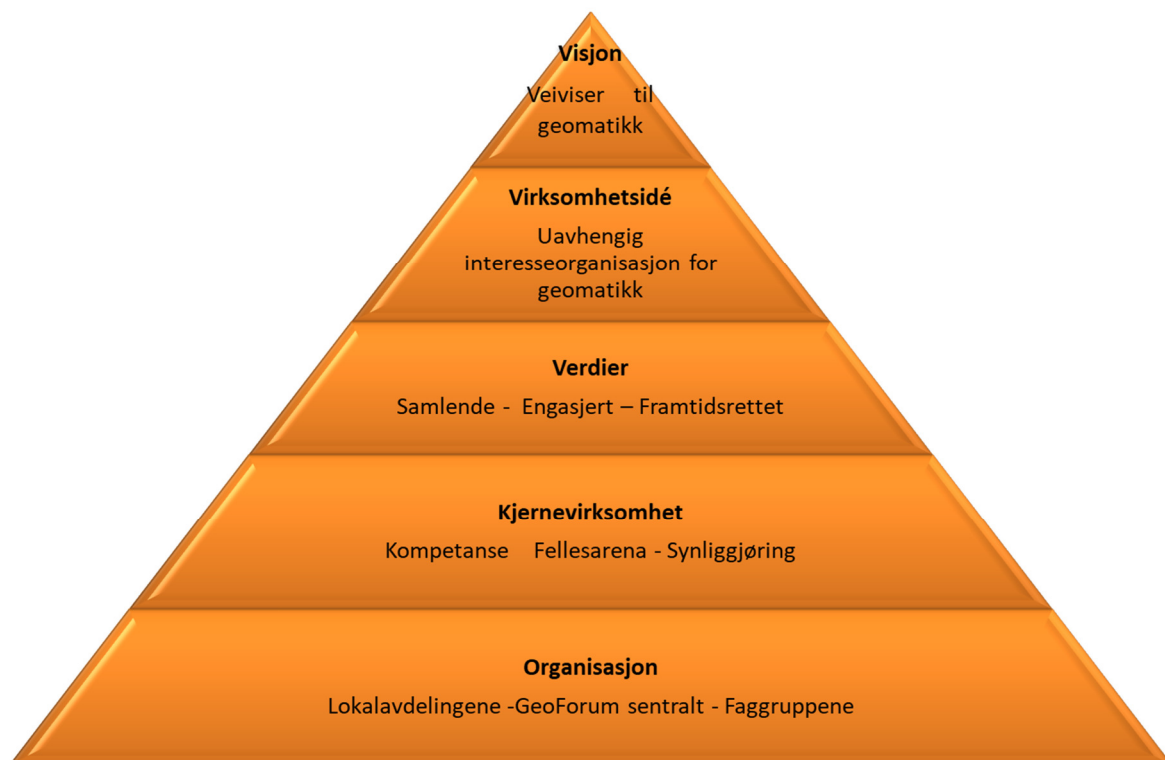 Visjon
Veiviser til
geomatikk
Virksomhetsidé
Uavhengig
interesseorganisasjon for
geomatikk
Verdier
Samlende - Engasjert – Framtidsrettet
Kjernevirksomhet
Kompetanse Fellesarena - Synliggjøring
Organisasjon
Lokalavdelingene -GeoForum sentralt - Faggruppene